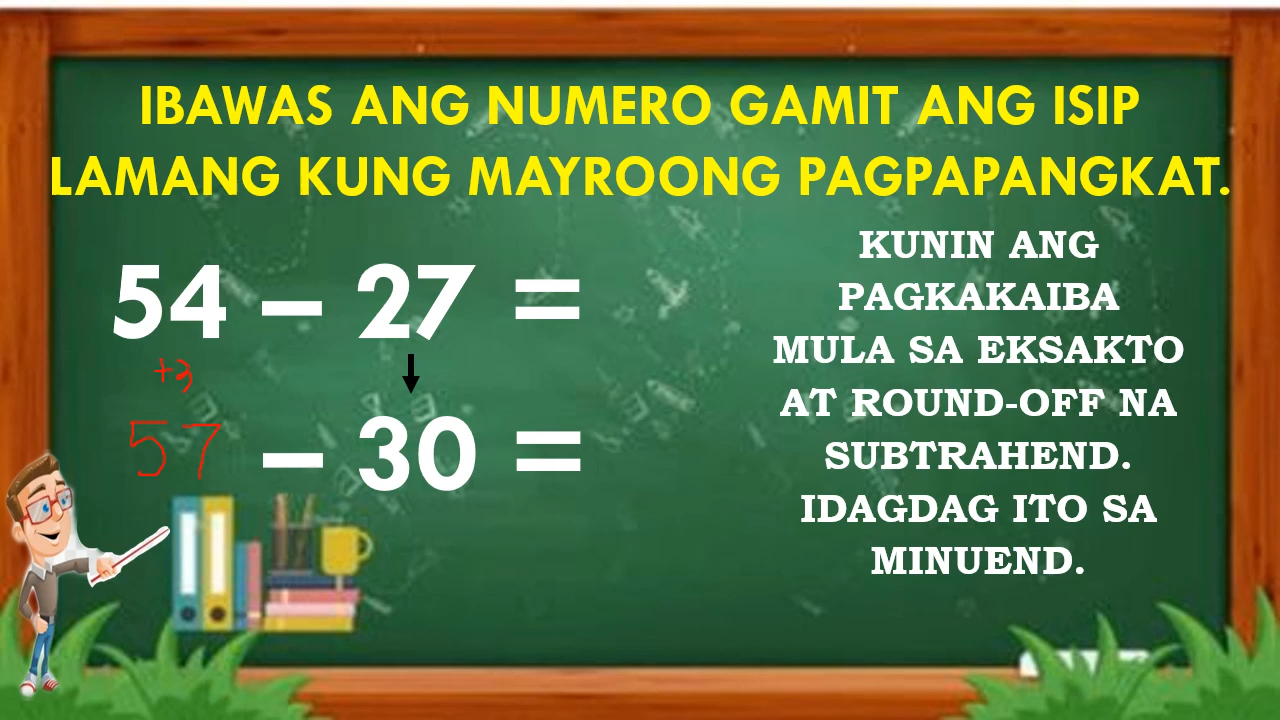 IBAWAS ANG NUMERO GAMIT ANG ISIP
LAMANG KUNG MAYROONG PAGPAPANGKAT.
54 – 27 =
+3
57 – 30 =
KUNIN ANG
PAGKAKAIBA
MULA SA EKSAKTO
AT ROUND-OFF NA
SUBTRAHEND.
IDAGDAG ITO SA
MINUEND.